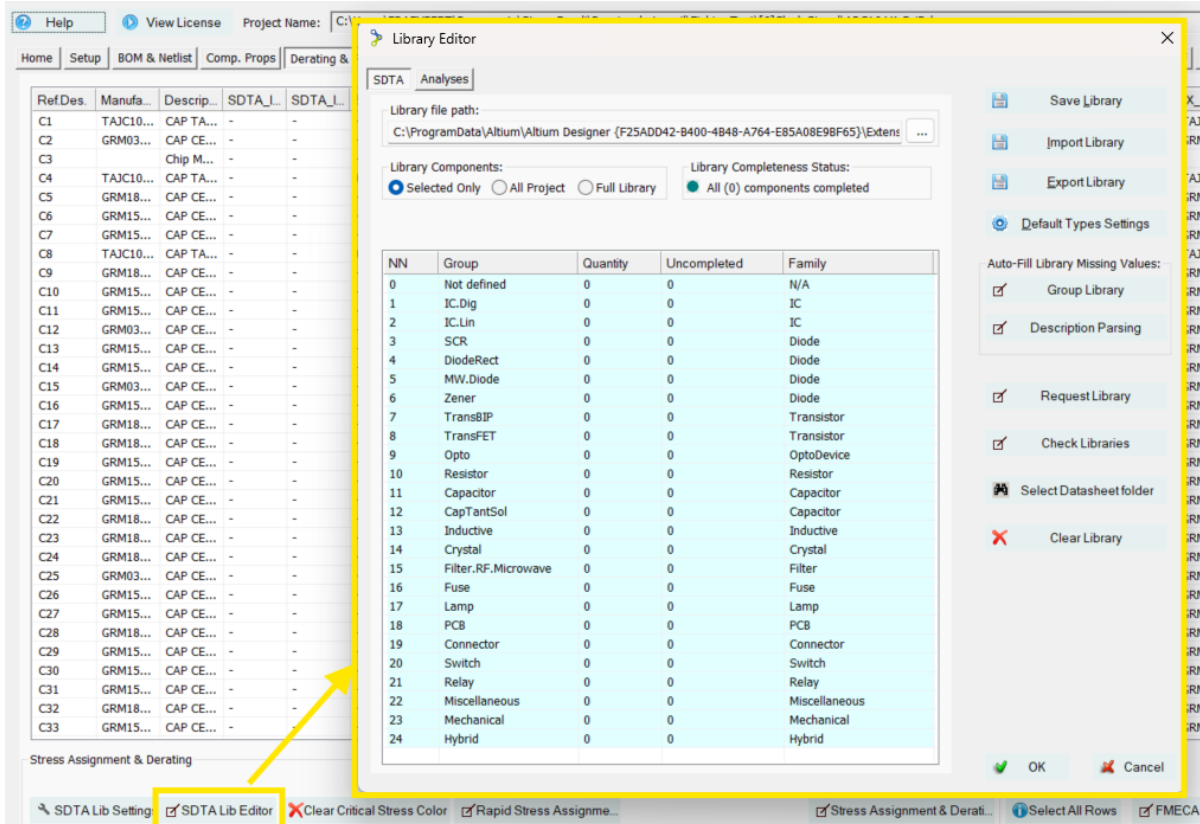 Help
View License
Project Name:
Home Setup BOM & Netlist Comp. Props Derating &
Ref.Des. Manufa... Descrip... SDTA_I... SDTA_I...
C1 TAJC10... CAP TA... - -
C2 GRM03... CAP CE... - -
C3 Chip M... - -
C4 TAJC10... CAP TA... - -
C5 GRM18... CAP CE... - -
C6 GRM15... CAP CE... - -
C7 GRM15... CAP CE... - -
C8 TAJC10... CAP TA... - -
C9 GRM18... CAP CE... - -
C10 GRM15... CAP CE... - -
C11 GRM15... CAP CE... - -
C12 GRM03... CAP CE... - -
C13 GRM15... CAP CE... - -
C14 GRM15... CAP CE... - -
C15 GRM03... CAP CE... - -
C16 GRM15... CAP CE... - -
C17 GRM18... CAP CE... - -
C18 GRM18... CAP CE... - -
C19 GRM15... CAP CE... - -
C20 GRM15... CAP CE... - -
C21 GRM15... CAP CE... - -
C22 GRM18... CAP CE... - -
C23 GRM18... CAP CE... - -
C24 GRM18... CAP CE... - -
C25 GRM03... CAP CE... - -
C26 GRM15... CAP CE... - -
C27 GRM15... CAP CE... - -
C28 GRM18... CAP CE... - -
C29 GRM15... CAP CE... - -
C30 GRM15... CAP CE... - -
C31 GRM15... CAP CE... - -
C32 GRM18... CAP CE... - -
C33 GRM15... CAP CE... - -
Stress Assignment & Derating
SDTA Lib Settings SDTA Lib Editor Clear Critical Stress Color Rapid Stress Assignme... Stress Assignment & Derati... Select All Rows FMECA
Library Editor
SDTA Analyses
Library file path:
C:\ProgramData\Altium\Altium Designer {F25ADD42-B400-4B48-A764-E85A08E9BF65}\Extens ...
Library Components:
Selected Only All Project Full Library
Library Completeness Status:
All (0) components completed
NN Group Quantity Uncompleted Family
0 Not defined 0 0 N/A
1 IC.Dig 0 0 IC
2 IC.Lin 0 0 IC
3 SCR 0 0 Diode
4 DiodeRect 0 0 Diode
5 MW.Diode 0 0 Diode
6 Zener 0 0 Diode
7 TransBIP 0 0 Transistor
8 TransFET 0 0 Transistor
9 Opto 0 0 OptoDevice
10 Resistor 0 0 Resistor
11 Capacitor 0 0 Capacitor
12 CapTantSol 0 0 Capacitor
13 Inductive 0 0 Inductive
14 Crystal 0 0 Crystal
15 Filter.RF.Microwave 0 0 Filter
16 Fuse 0 0 Fuse
17 Lamp 0 0 Lamp
18 PCB 0 0 PCB
19 Connector 0 0 Connector
20 Switch 0 0 Switch
21 Relay 0 0 Relay
22 Miscellaneous 0 0 Miscellaneous
23 Mechanical 0 0 Mechanical
24 Hybrid 0 0 Hybrid
Save Library
Import Library
Export Library
Default Types Settings
Auto-Fill Library Missing Values:
Group Library
Description Parsing
Request Library
Check Libraries
Select Datasheet folder
Clear Library
OK Cancel